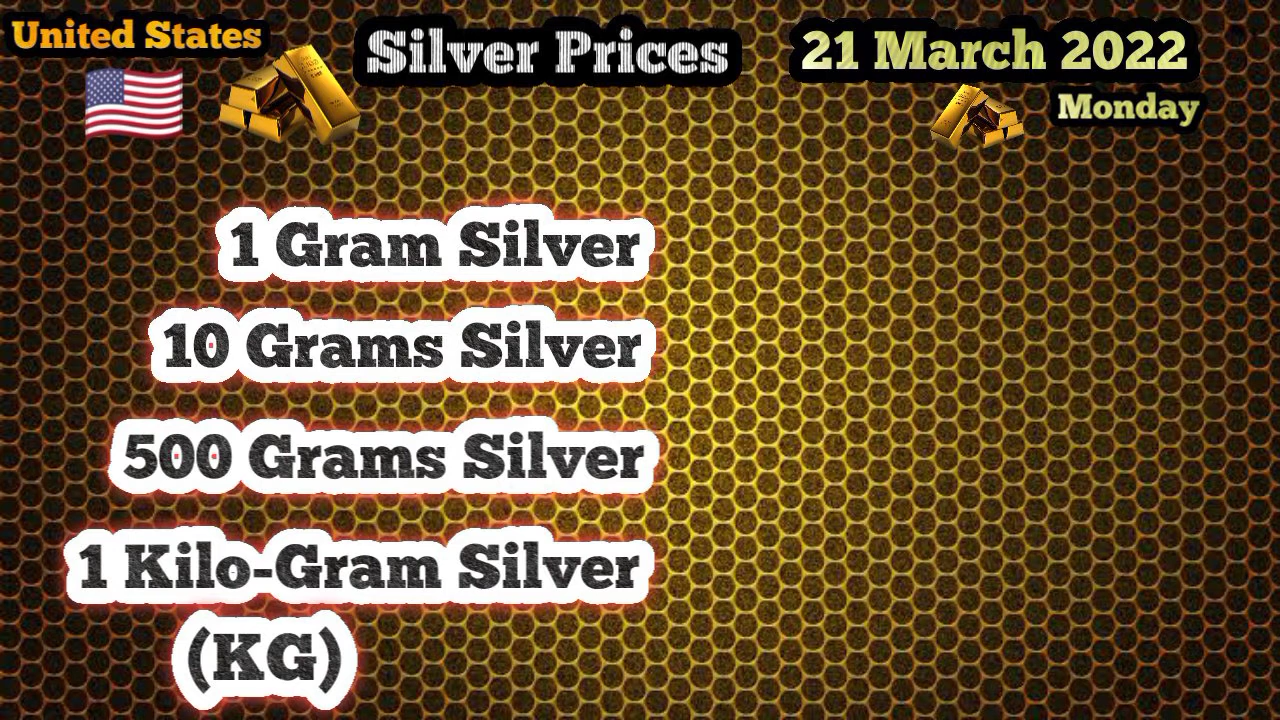 United States
Silver Prices
21 March 2022
Monday
1 Gram Silver
10 Grams Silver
500 Grams Silver
1 Kilo-Gram Silver
(KG)